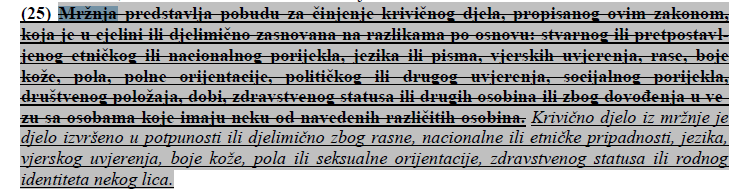 (25) Mržnja predstavlja pobudu za činjenje krivičnog djela, propisanog ovim zakonom,
koja je u cjelini ili djelimično zasnovana na razlikama po osnovu: stvarnog ili pretpostav-
ljenog etničkog ili nacionalnog porijekla, jezika ili pisma, vjerskih uvjerenja, rase, boje
kože, pola, polne orijentacije, političkog ili drugog uvjerenja, socijalnog porijekla,
društvenog položaja, dobi, zdravstvenog statusa ili drugih osobina ili zbog dovođenja u ve-
zu sa osobama koje imaju neku od navedenih različitih osobina. Krivično djelo iz mržnje je
djelo izvršeno u potpunosti ili djelimično zbog rasne, nacionalne ili etničke pripadnosti, jezika,
vjerskog uvjerenja, boje kože, pola ili seksualne orijentacije, zdravstvenog statusa ili rodnog
identiteta nekog lica.